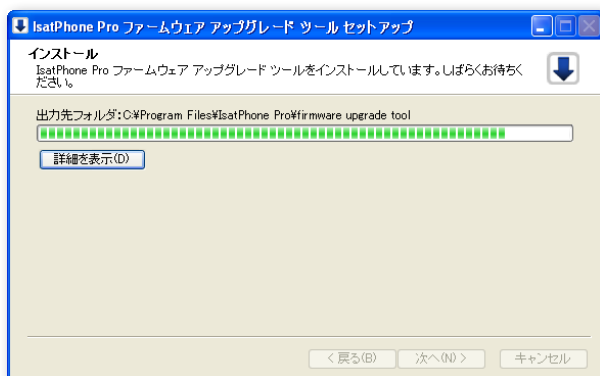 IsatPhone Pro ファームウェア アップグレード ツール セットアップ
インストール
IsatPhone Pro ファームウェア アップグレード ツールをインストールしています。しばらくお待ちく
ださい。
出力先フォルダ:C:¥Program Files¥IsatPhone Pro¥firmware upgrade tool
詳細を表示(D)
< 戻る(B) 次へ(N) > キャンセル